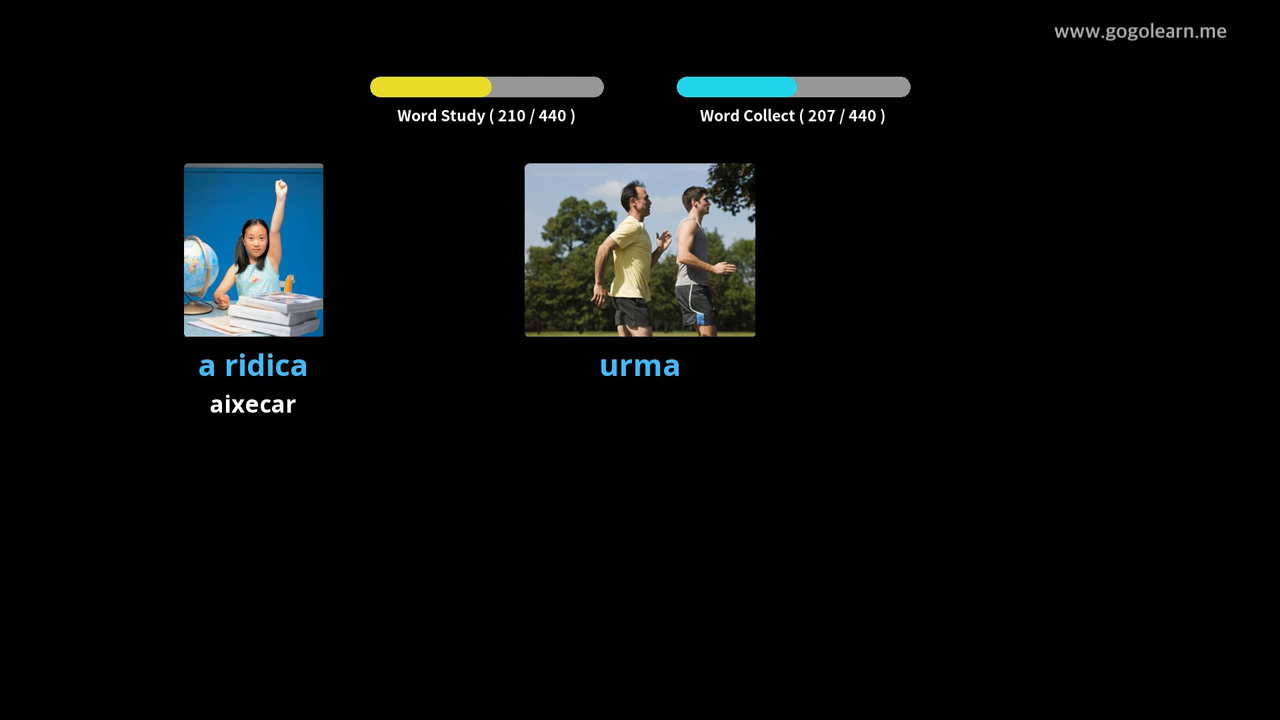 www.gogolearn.me
Word Study ( 210 / 440 )
Word Collect ( 207 / 440 )
a ridica
urma
aixecar